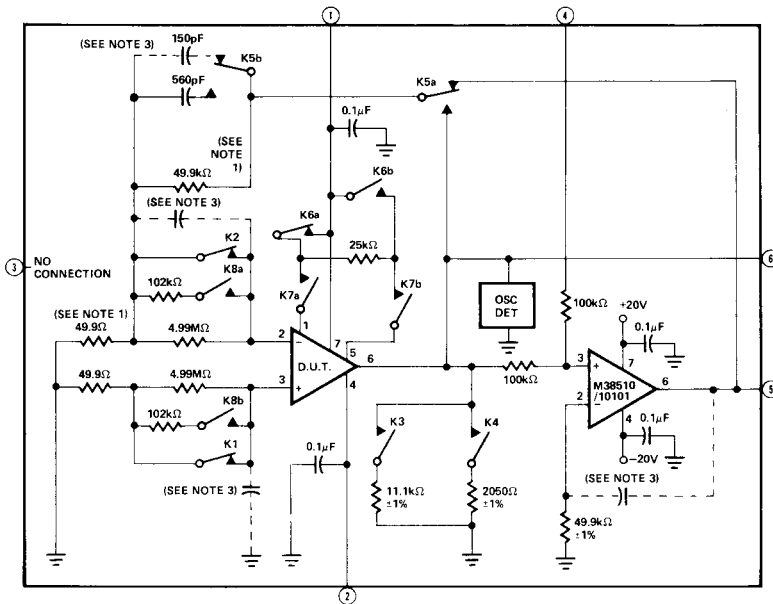 1
4
(SEE NOTE 3)
150pF
K5b
560pF
K5a
0.1μF
(SEE
NOTE
1)
49.9kΩ
K6b
(SEE NOTE 3)
K6a
3
NO
CONNECTION
K2
25kΩ
6
102kΩ
K8a
K7a
K7b
OSC
DET
100kΩ
+20V
(SEE NOTE 1)
49.9Ω
4.99MΩ
2
1
7
5
0.1μF
49.9Ω
4.99MΩ
3
−
D.U.T.
+
6
4
100kΩ
3
+
7
M38510
/10101
6
5
2
−
4
0.1μF
102kΩ
K8b
K1
K3
K4
0.1μF
−20V
(SEE NOTE 3)
(SEE NOTE 3)
11.1kΩ
±1%
2050Ω
±1%
49.9kΩ
±1%
2